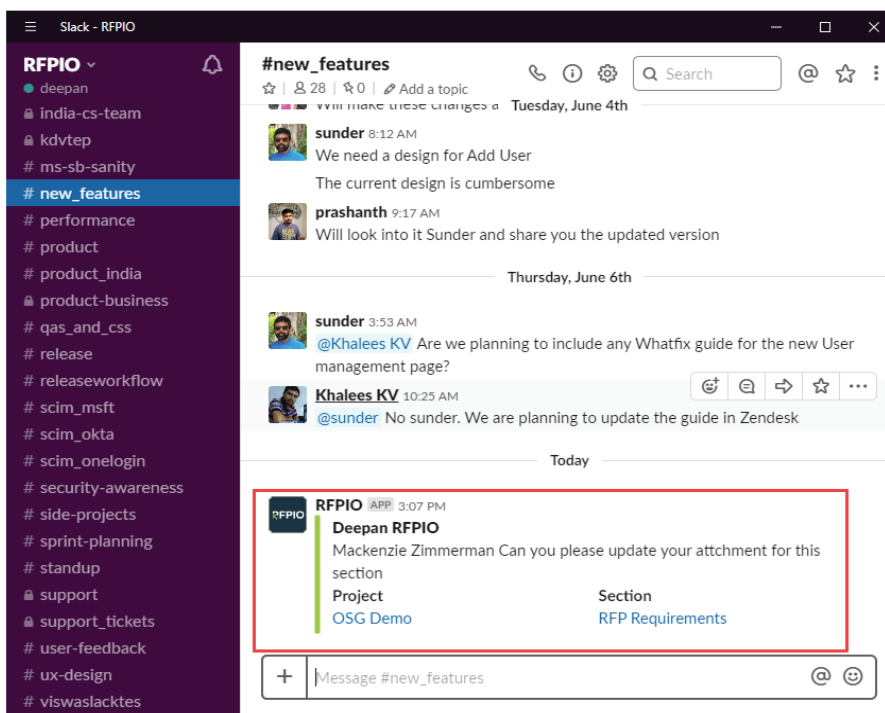 Slack - RFPIO
RFPIO
deepan
india-cs-team
kdvtep
# ms-sb-sanity
# new_features
# performance
# product
# product_india
product-business
# qas_and_css
# release
# releaseworkflow
# scim_msft
# scim_okta
# scim_onelogin
# security-awareness
# side-projects
# sprint-planning
# standup
support
support_tickets
# user-feedback
# ux-design
# viswaslacktes
#new_features
28 | 0 | Add a topic
Search
Will make these changes a
Tuesday, June 4th
sunder 8:12 AM
We need a design for Add User
The current design is cumbersome
prashanth 9:17 AM
Will look into it Sunder and share you the updated version
Thursday, June 6th
sunder 3:53 AM
@Khalees KV Are we planning to include any Whatfix guide for the new User
management page?
Khalees KV 10:25 AM
@sunder No sunder. We are planning to update the guide in Zendesk
Today
RFPIO
RFPIO APP 3:07 PM
Deepan RFPIO
Mackenzie Zimmerman Can you please update your attchment for this
section
Project Section
OSG Demo RFP Requirements
Message #new_features